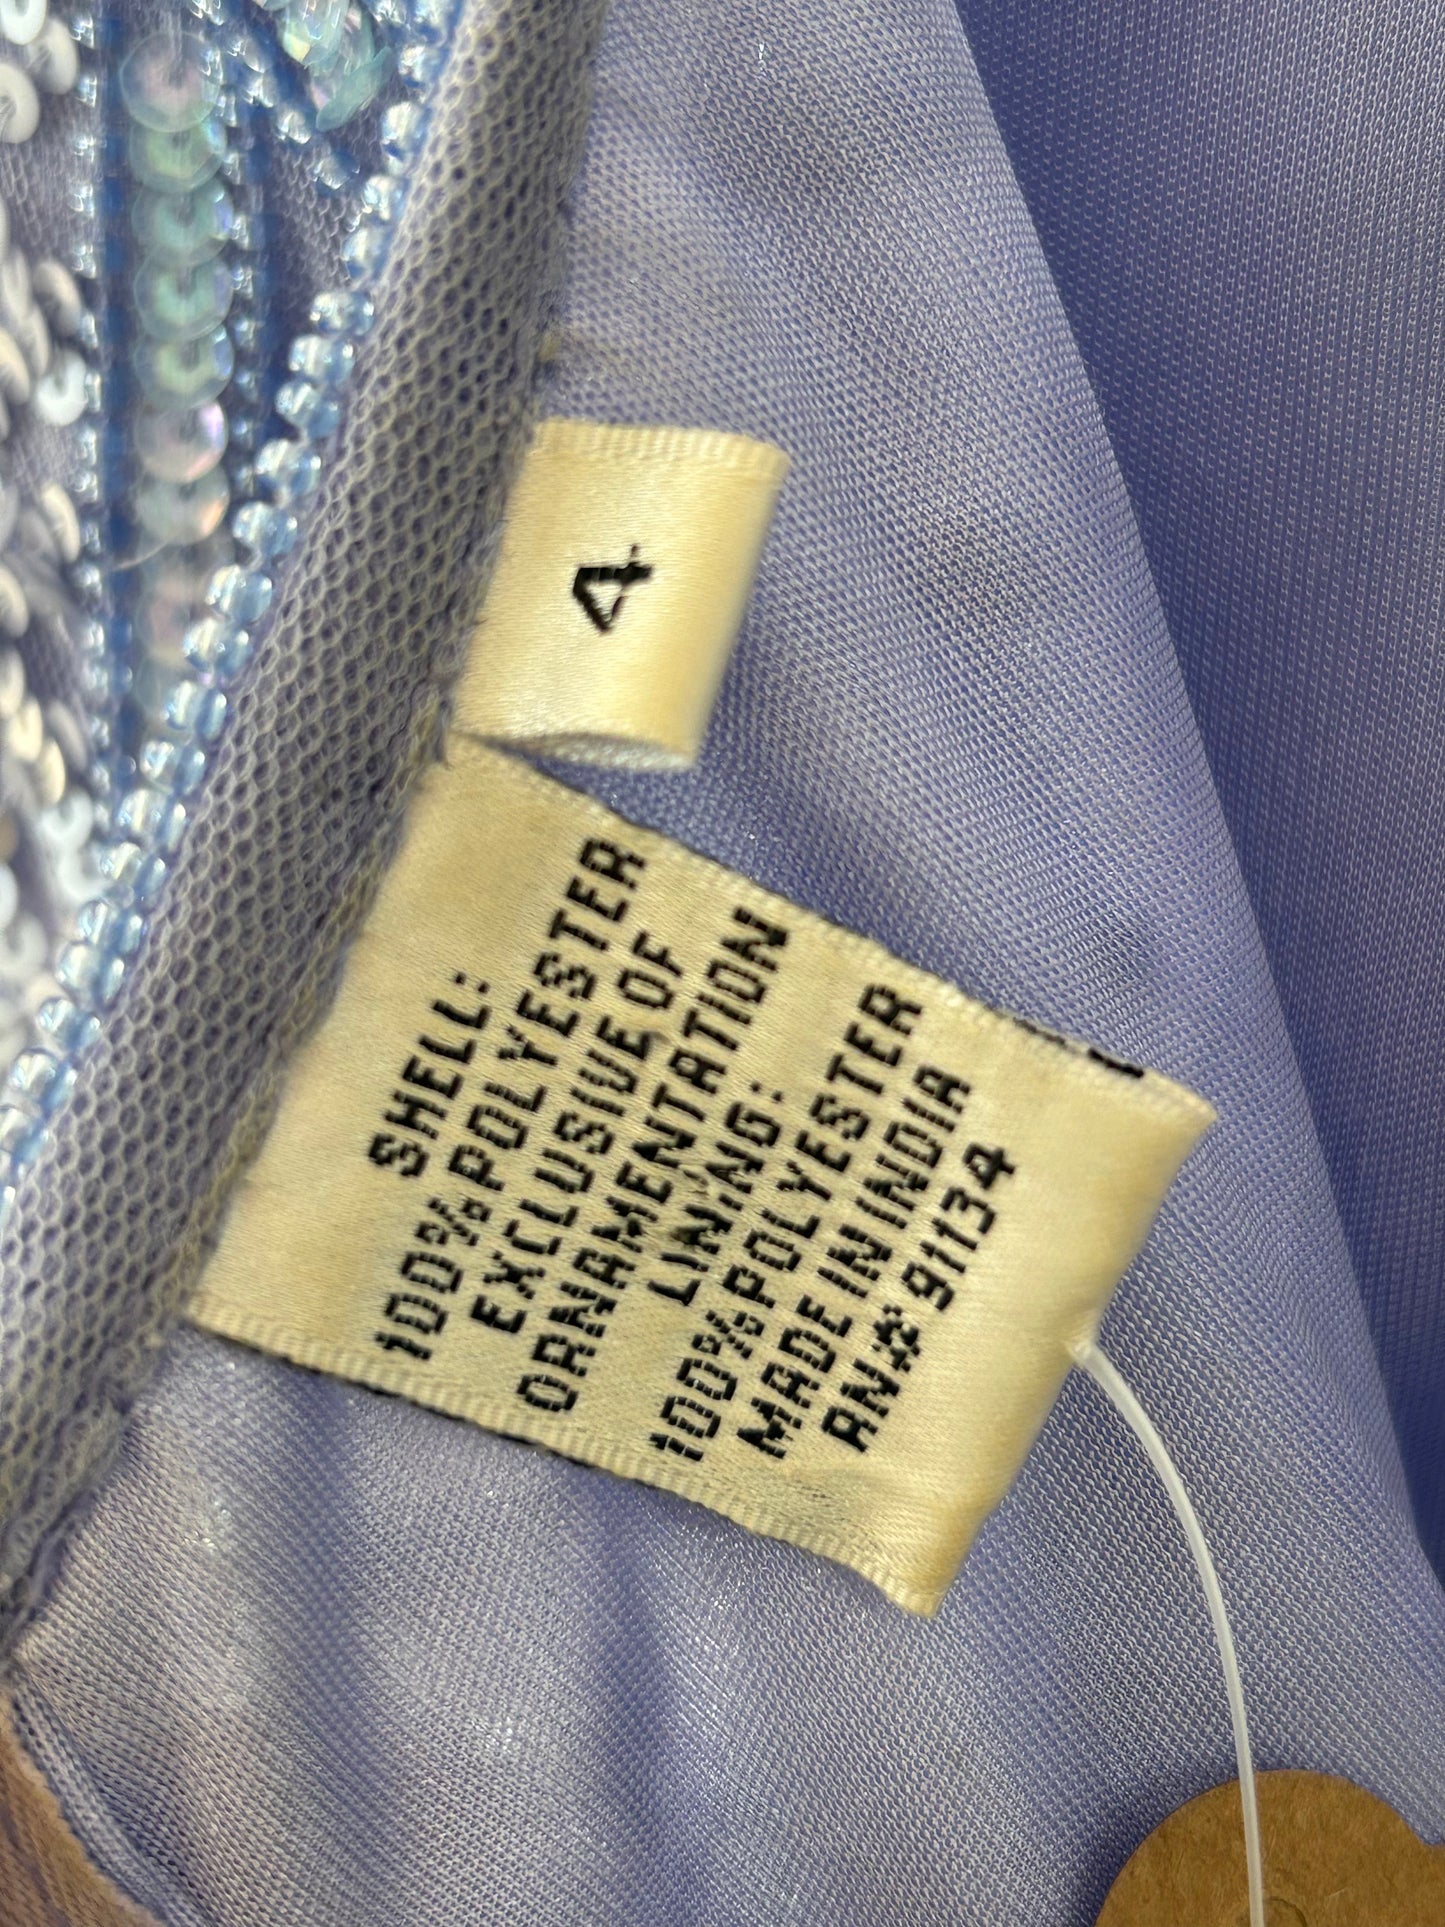 4
SHELL:
100% POLYESTER
EXCLUSIVE OF
ORNAMENTATION
LINING:
100% POLYESTER
MADE IN INDIA
RN# 91134